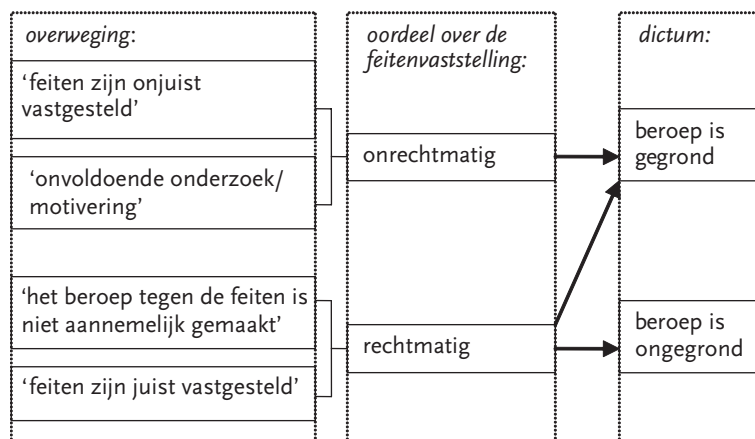 overweging:
'feiten zijn onjuist
vastgesteld'
'onvoldoende onderzoek/
motivering'
'het beroep tegen de feiten is
niet aannemelijk gemaakt'
'feiten zijn juist vastgesteld'
oordeel over de
feitenvaststelling:
onrechtmatig
rechtmatig
dictum:
beroep is
gegrond
beroep is
ongegrond